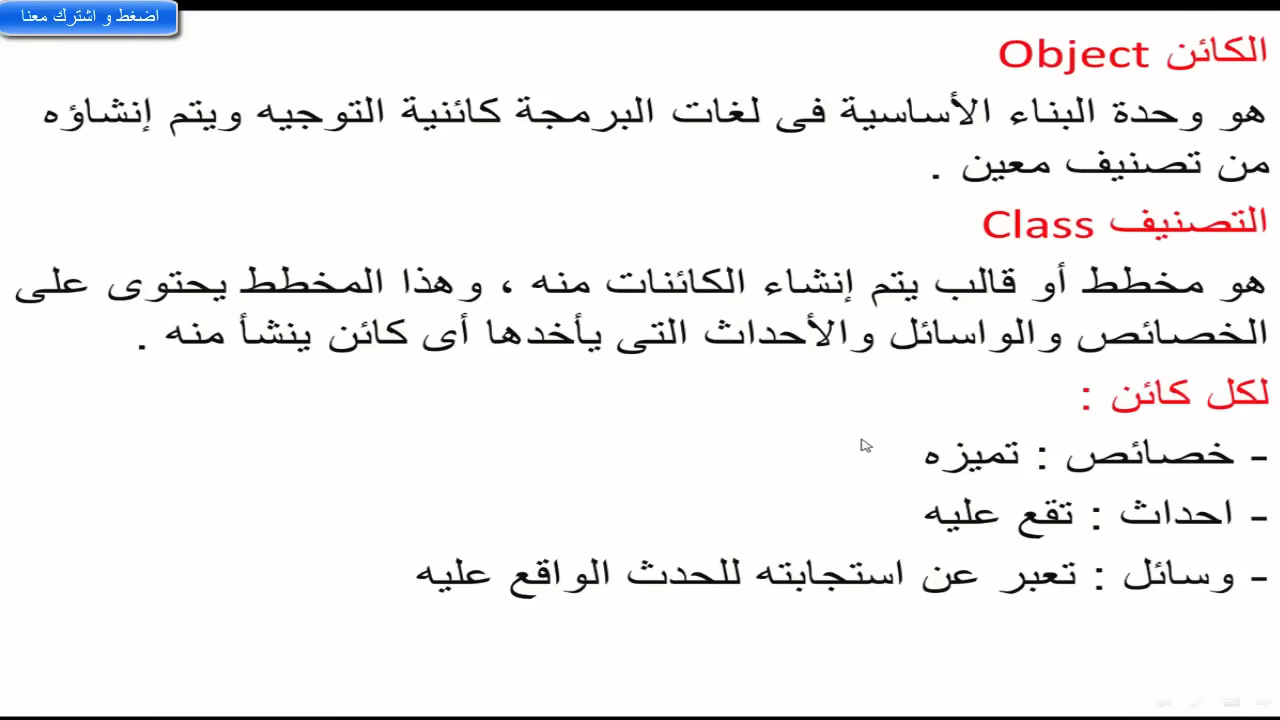 اضغط و اشترك معنا
الكائن Object
هو وحدة البناء الأساسية فى لغات البرمجة كائنية التوجيه ويتم إنشاؤه
من تصنيف معين .
التصنيف Class
هو مخطط أو قالب يتم إنشاء الكائنات منه ، وهذا المخطط يحتوى على
الخصائص والواسائل والأحداث التى يأخدها أى كائن ينشأ منه .
لكل كائن :
- خصائص : تميزه
- احداث : تقع عليه
- وسائل : تعبر عن استجابته للحدث الواقع عليه